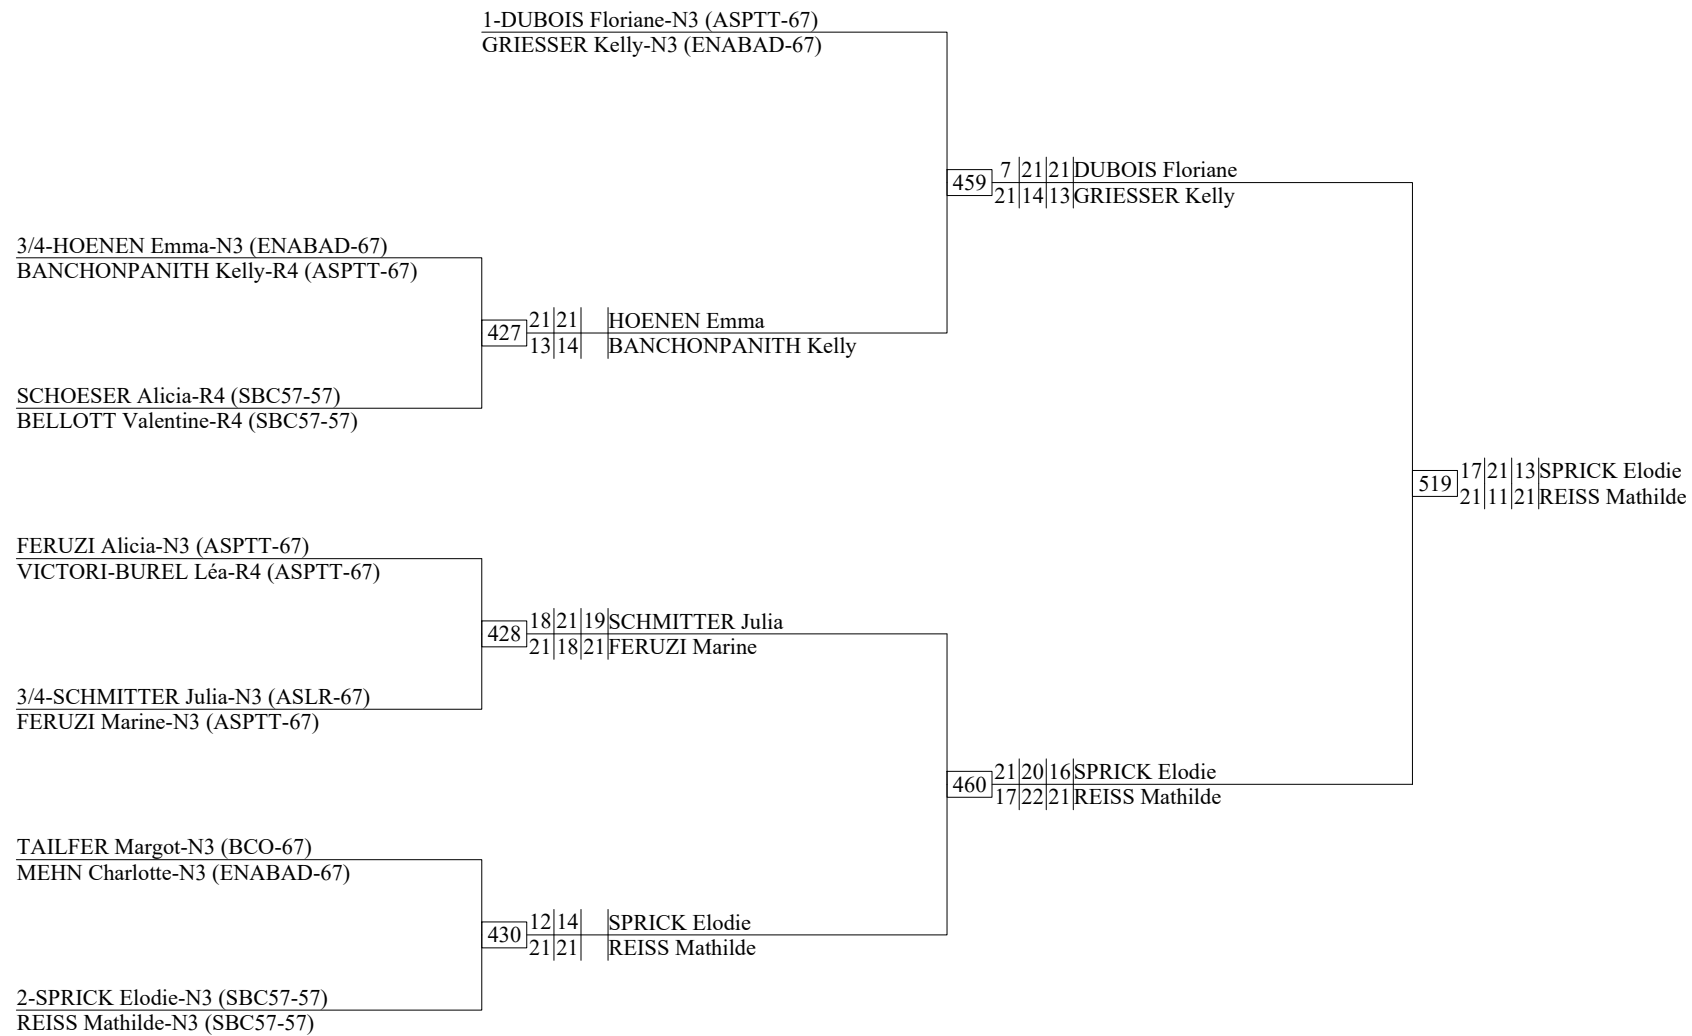 1-DUBOIS Floriane-N3 (ASPTT-67)
GRIESSER Kelly-N3 (ENABAD-67)
459 7 21 21 DUBOIS Floriane
21 14 13 GRIESSER Kelly
3/4-HOENEN Emma-N3 (ENABAD-67)
BANCHONPANITH Kelly-R4 (ASPTT-67)
427 21 21 HOENEN Emma
13 14 BANCHONPANITH Kelly
SCHOESER Alicia-R4 (SBC57-57)
BELLOTT Valentine-R4 (SBC57-57)
519 17 21 13 SPRICK Elodie
21 11 21 REISS Mathilde
FERUZI Alicia-N3 (ASPTT-67)
VICTORI-BUREL Léa-R4 (ASPTT-67)
428 18 21 19 SCHMITTER Julia
21 18 21 FERUZI Marine
3/4-SCHMITTER Julia-N3 (ASLR-67)
FERUZI Marine-N3 (ASPTT-67)
460 21 20 16 SPRICK Elodie
17 22 21 REISS Mathilde
TAILFER Margot-N3 (BCO-67)
MEHN Charlotte-N3 (ENABAD-67)
430 12 14 SPRICK Elodie
21 21 REISS Mathilde
2-SPRICK Elodie-N3 (SBC57-57)
REISS Mathilde-N3 (SBC57-57)